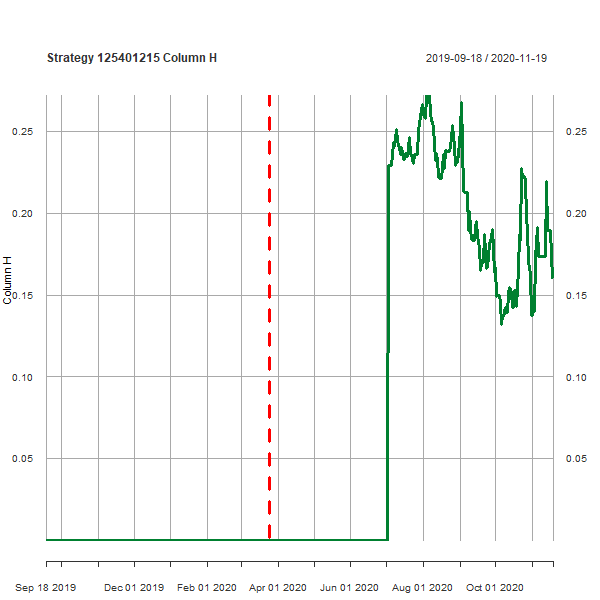 Strategy 125401215 Column H
2019-09-18 / 2020-11-19
Column H
0.25
0.25
0.20
0.20
0.15
0.15
0.10
0.10
0.05
0.05
Sep 18 2019
Dec 01 2019
Feb 01 2020
Apr 01 2020
Jun 01 2020
Aug 01 2020
Oct 01 2020